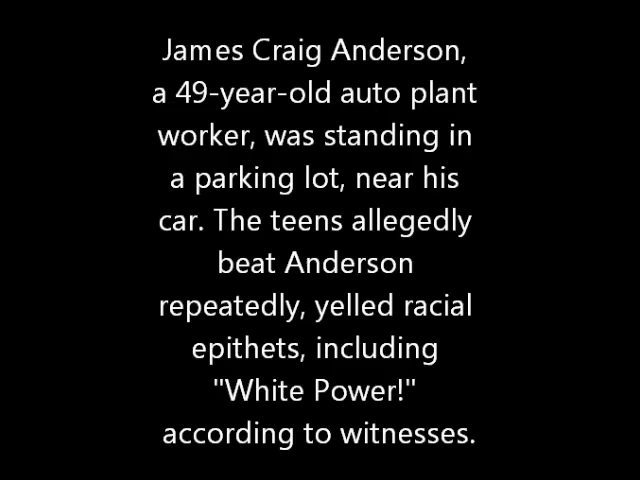 James Craig Anderson,
a 49-year-old auto plant
worker, was standing in
a parking lot, near his
car. The teens allegedly
beat Anderson
repeatedly, yelled racial
epithets, including
"White Power!"
according to witnesses.